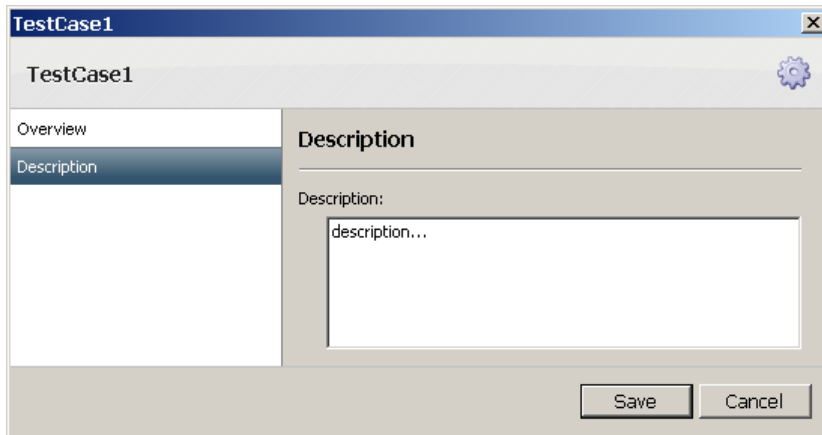 TestCase1
TestCase1
Overview
Description
Description
Description:
description...
Save
Cancel